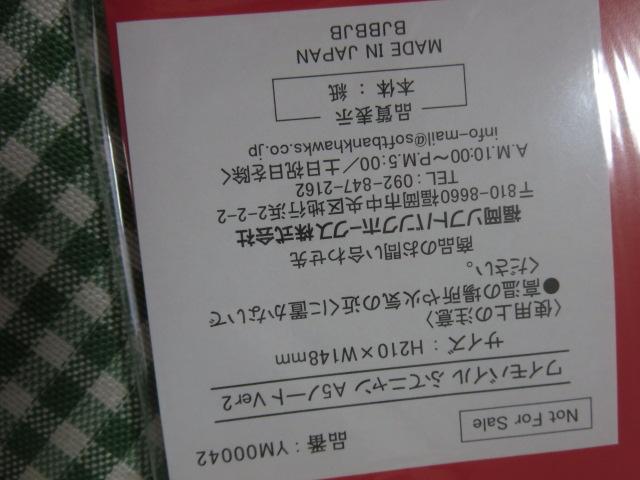 Not For Sale
品番：YM00042
ワイモバイル ふてニャン A5ノート Ver2
サイズ：H210×W148mm
〈使用上の注意〉
●高温の場所や火気の近くに置かないで
ください。
商品のお問い合わせ先
福岡ソフトバンクホークス株式会社
〒810-8660福岡市中央区地行浜2-2-2
TEL：092-847-2162
A.M.10:00～P.M.5:00／土日祝日を除く
info-mail@softbankhawks.co.jp
品質表示
本体：紙
MADE IN JAPAN
BJBBJB